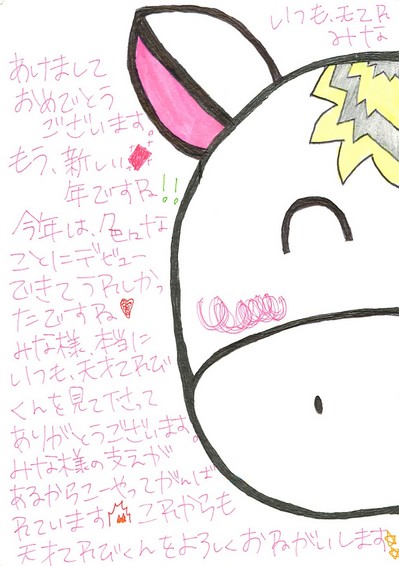 いつも、天てれ
みな
あけまして
おめでとう
ございます。
もう、新しい
年ですね!!
今年は、色んな
ことにデビュー
できてうれしかっ
たですね
みな様、本当に
いつも、天才てれび
くんを見て下さって
ありがとうございます。
みな様の支えが
あるからこーやってがんば
れています これからも
天才てれびくんをよろしくおねがいします